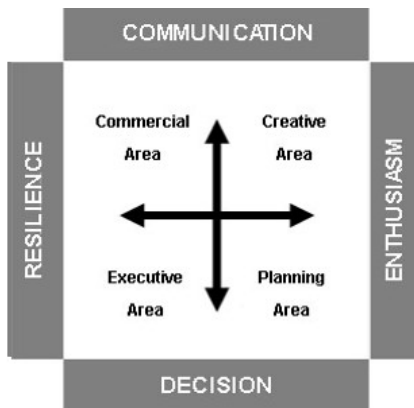 COMMUNICATION
RESILIENCE
Commercial
Area
Creative
Area
ENTHUSIASM
Executive
Area
Planning
Area
DECISION